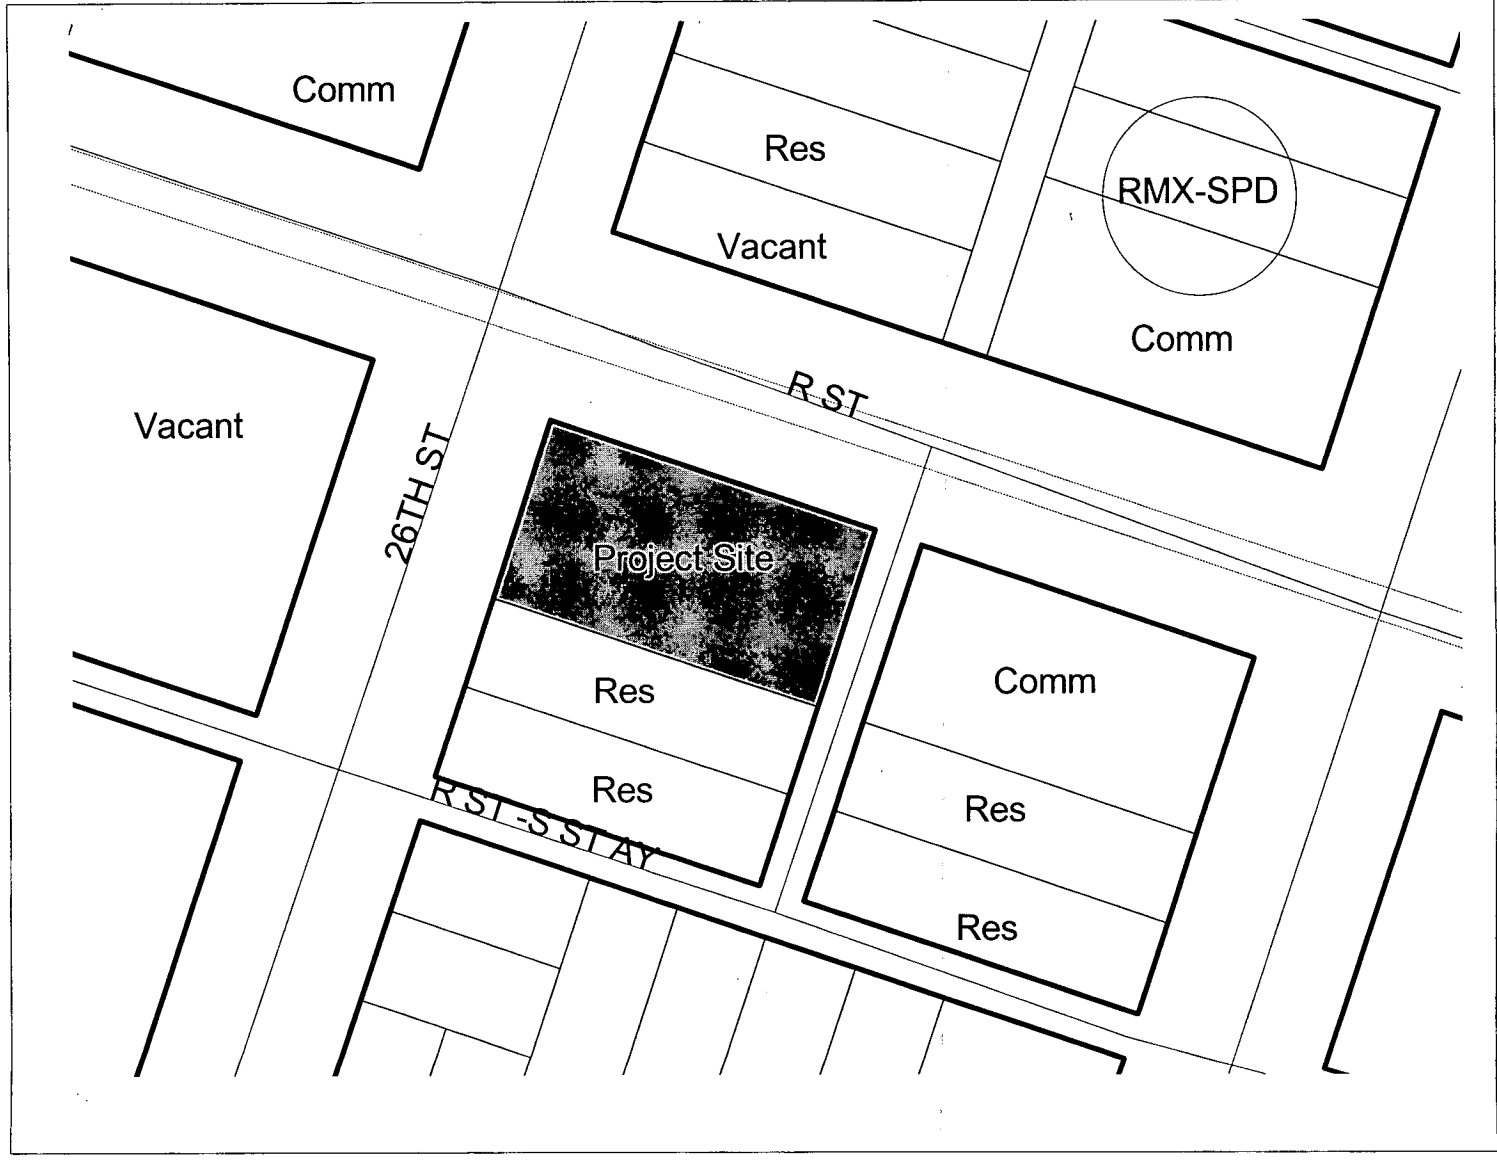 Comm
Res
RMX-SPD
Vacant
Comm
R ST
Vacant
26TH ST
Project Site
Res
Comm
Res
R ST -S ST AY
Res
Res